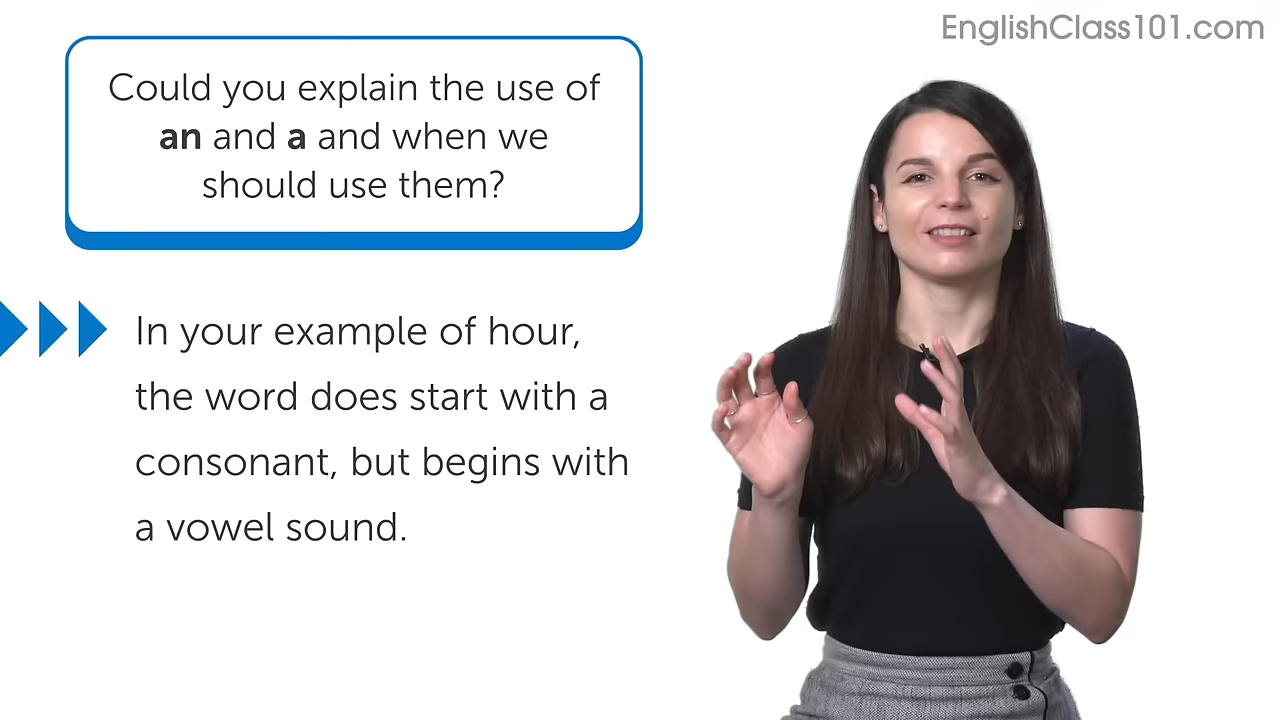 EnglishClass101.com
Could you explain the use of
an and a and when we
should use them?
In your example of hour,
the word does start with a
consonant, but begins with
a vowel sound.